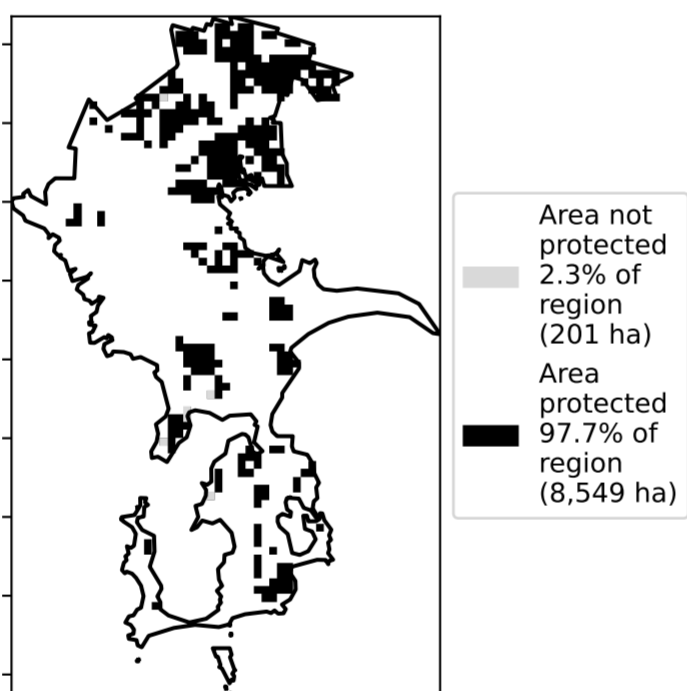 Area not
protected
2.3% of
region
(201 ha)
Area
protected
97.7% of
region
(8,549 ha)